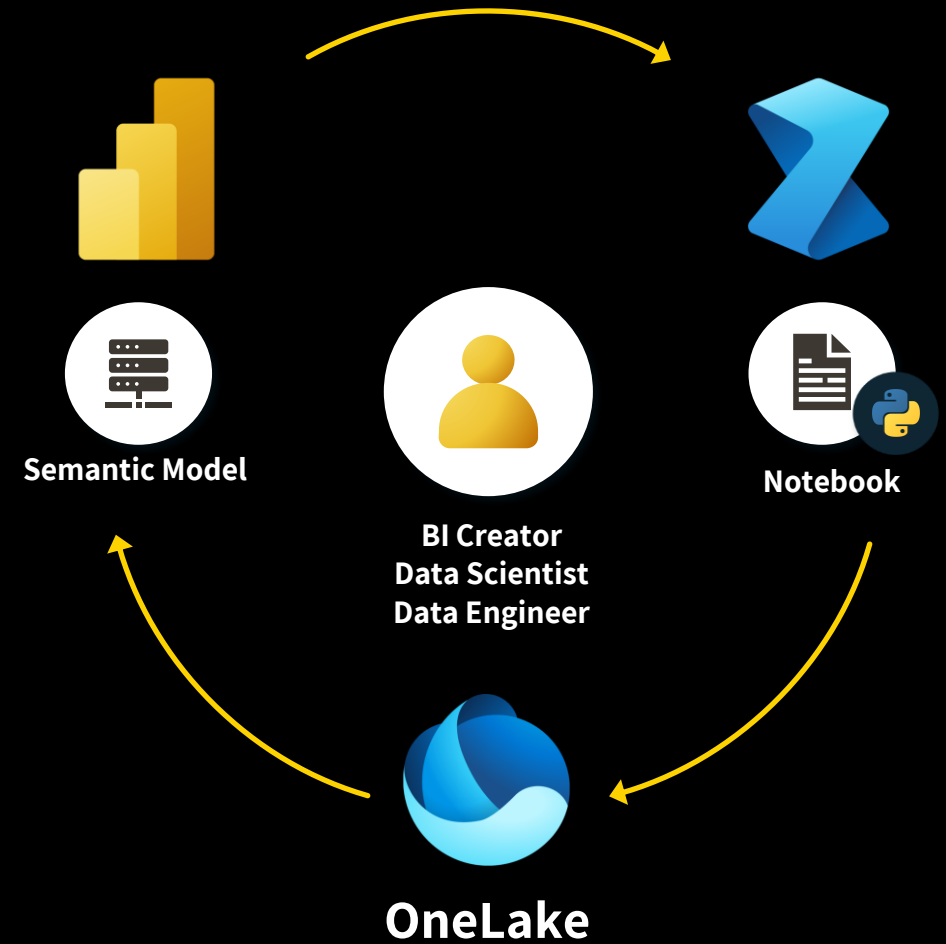 Semantic Model
Notebook
BI Creator
Data Scientist
Data Engineer
OneLake